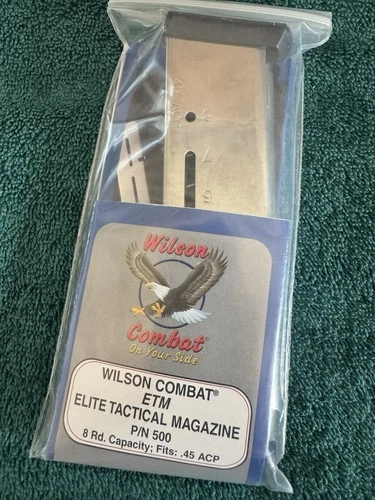 Wilson
Combat
On Your Side
WILSON COMBAT®
ETM
ELITE TACTICAL MAGAZINE
P/N 500
8 Rd. Capacity; Fits: .45 ACP